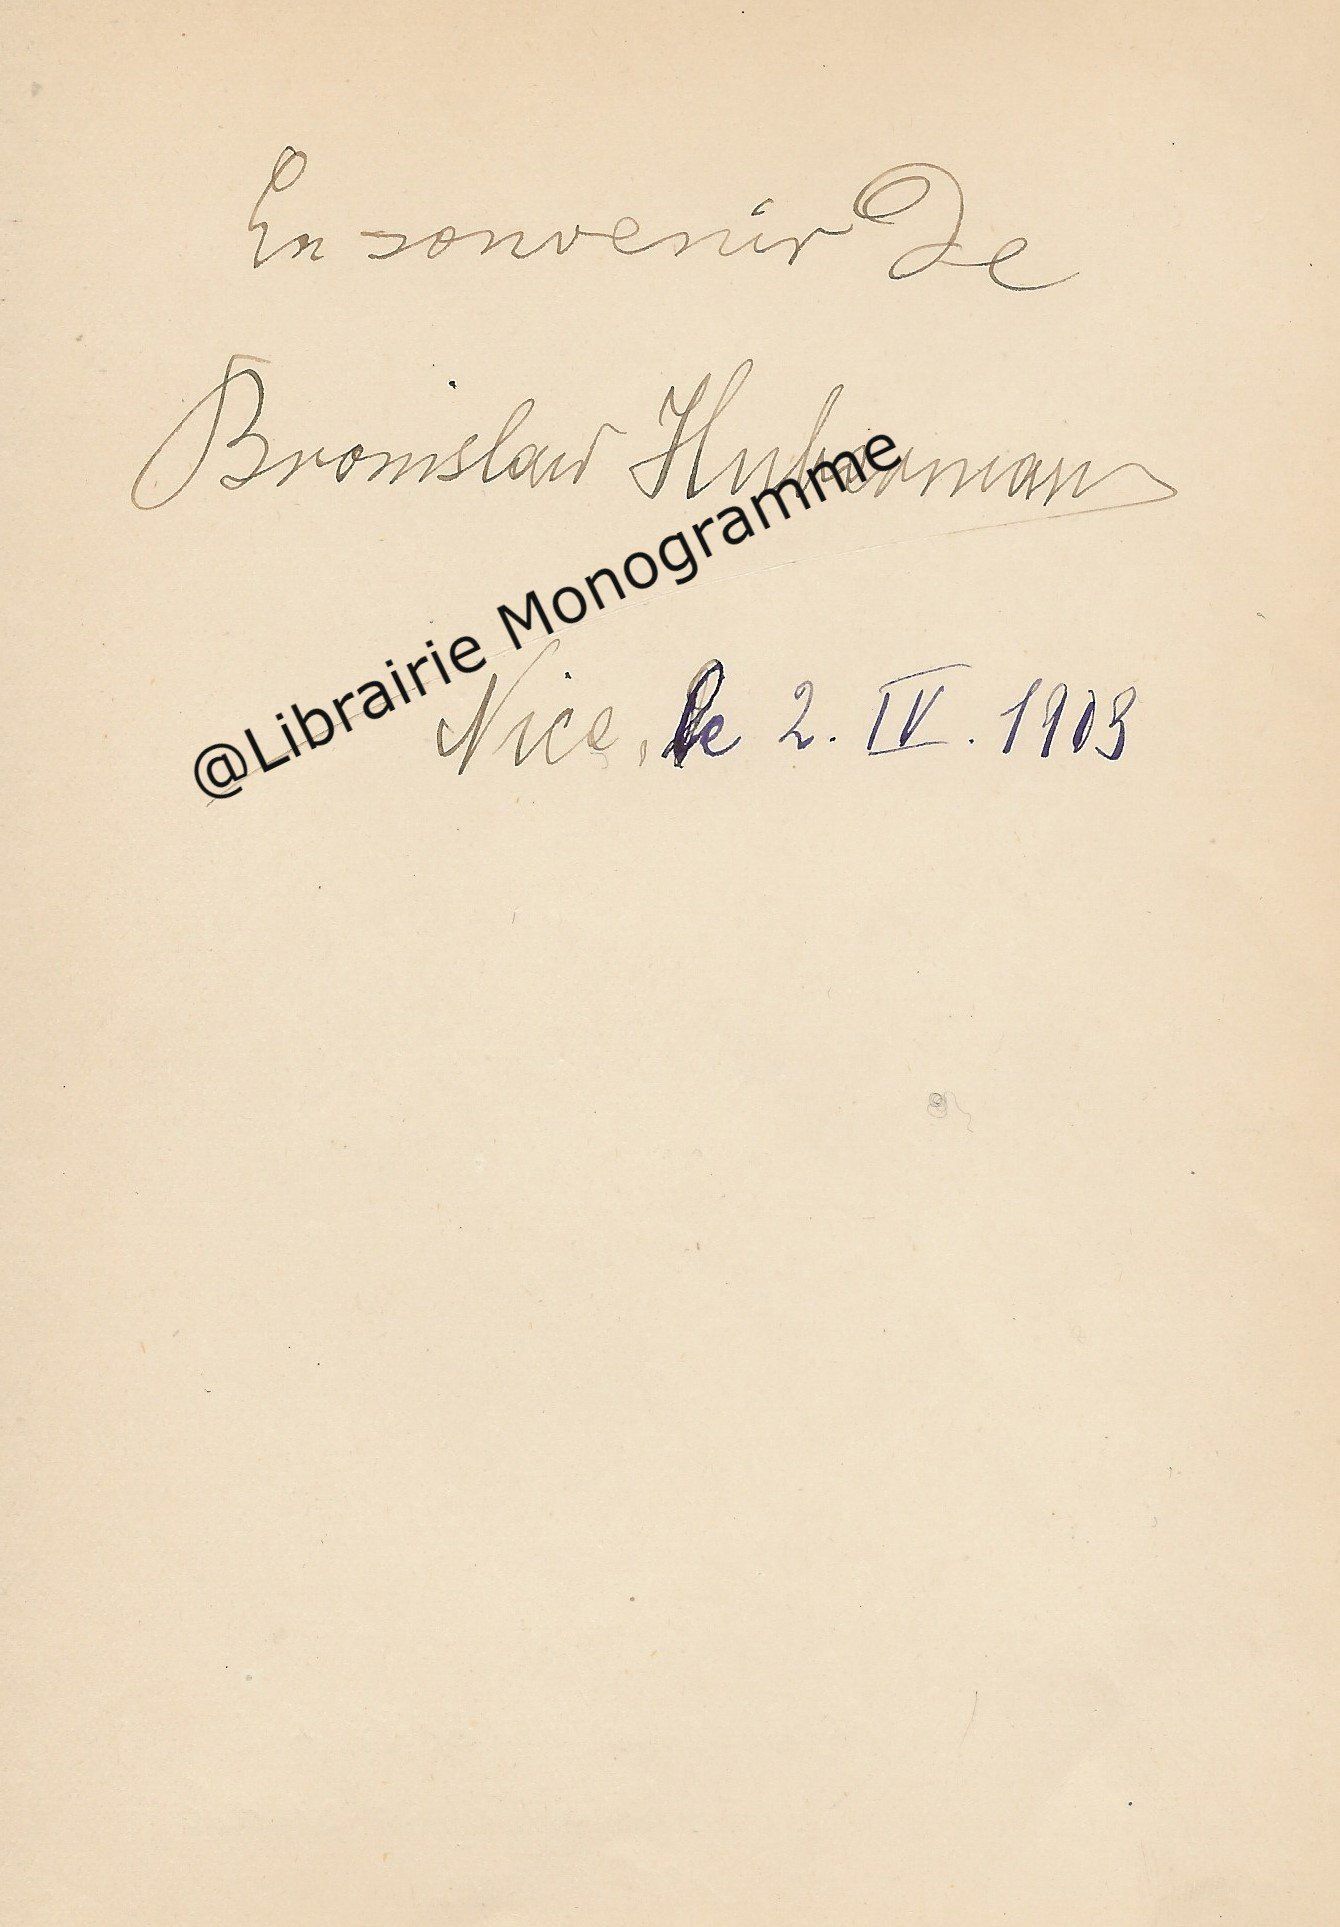 En souvenir de
Bronislaw Huberman
@Librairie Monogramme
Nice, le 2. IV. 1903